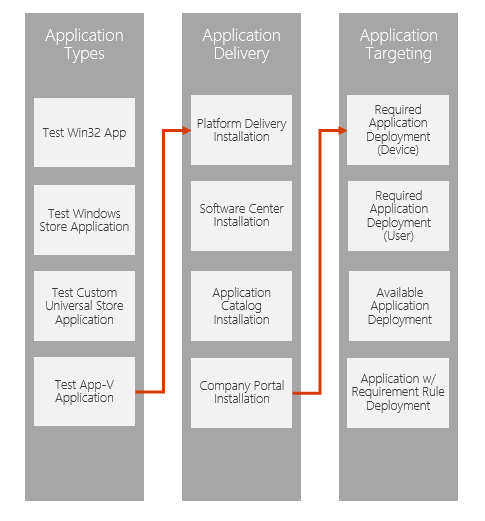 Application
Types
Test Win32 App
Test Windows
Store Application
Test Custom
Universal Store
Application
Test App-V
Application
Application
Delivery
Platform Delivery
Installation
Software Center
Installation
Application
Catalog
Installation
Company Portal
Installation
Application
Targeting
Required
Application
Deployment
(Device)
Required
Application
Deployment
(User)
Available
Application
Deployment
Application w/
Requirement Rule
Deployment